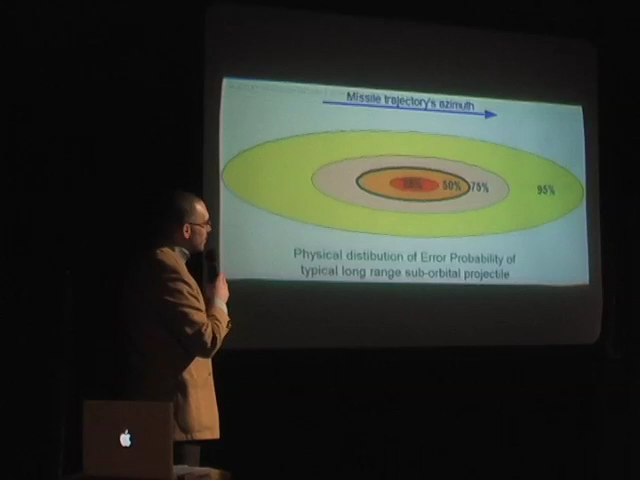 Missile trajectory's azimuth
50% 75% 95%
Physical distibution of Error Probability of
typical long range sub-orbital projectile